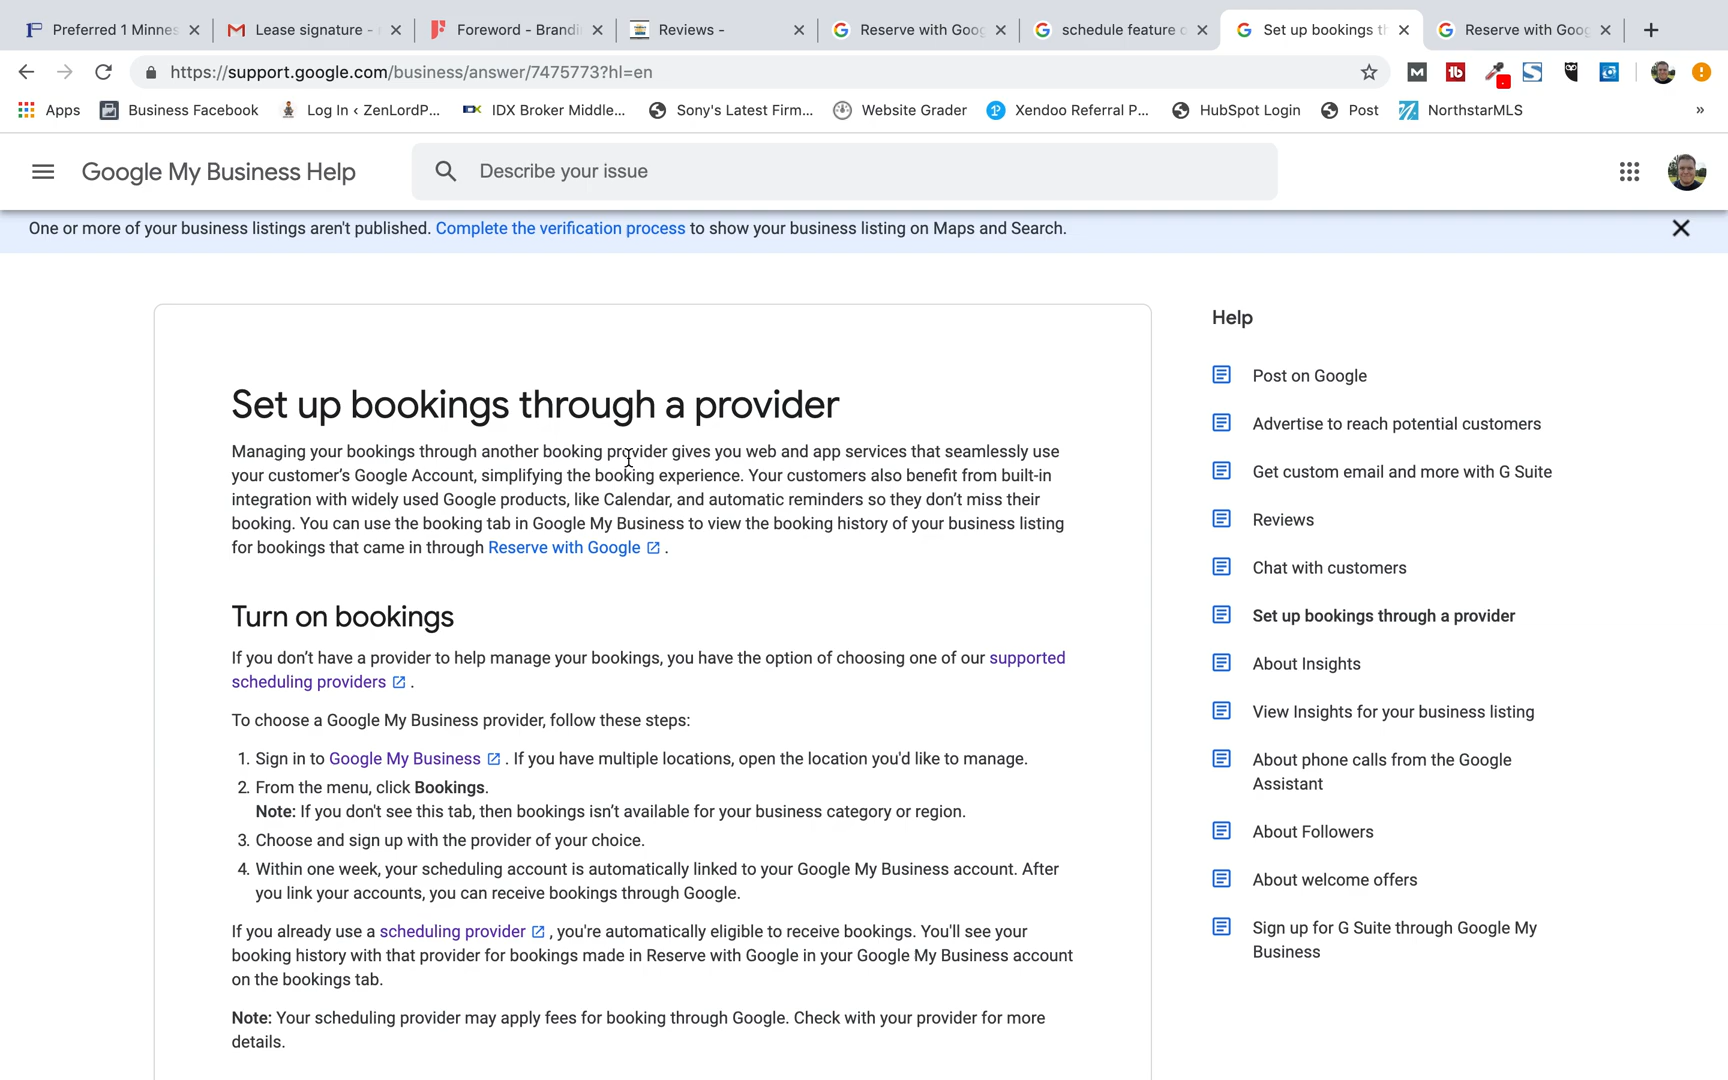 Preferred 1 Minnes
Lease signature -
Foreword - Brandi
Reviews -
Reserve with Goog
schedule feature o
Set up bookings th
Reserve with Goog
https://support.google.com/business/answer/7475773?hl=en
Apps
Business Facebook
Log In ‹ ZenLordP...
IDX Broker Middle...
Sony's Latest Firm...
Website Grader
Xendoo Referral P...
HubSpot Login
Post
NorthstarMLS
»
Google My Business Help
Describe your issue
One or more of your business listings aren't published. Complete the verification process to show your business listing on Maps and Search.
Set up bookings through a provider
Managing your bookings through another booking provider gives you web and app services that seamlessly use
your customer's Google Account, simplifying the booking experience. Your customers also benefit from built-in
integration with widely used Google products, like Calendar, and automatic reminders so they don’t miss their
booking. You can use the booking tab in Google My Business to view the booking history of your business listing
for bookings that came in through Reserve with Google .
Turn on bookings
If you don’t have a provider to help manage your bookings, you have the option of choosing one of our supported
scheduling providers .
To choose a Google My Business provider, follow these steps:
1. Sign in to Google My Business . If you have multiple locations, open the location you'd like to manage.
2. From the menu, click Bookings.
Note: If you don't see this tab, then bookings isn’t available for your business category or region.
3. Choose and sign up with the provider of your choice.
4. Within one week, your scheduling account is automatically linked to your Google My Business account. After
you link your accounts, you can receive bookings through Google.
If you already use a scheduling provider , you're automatically eligible to receive bookings. You'll see your
booking history with that provider for bookings made in Reserve with Google in your Google My Business account
on the bookings tab.
Note: Your scheduling provider may apply fees for booking through Google. Check with your provider for more
details.
Help
Post on Google
Advertise to reach potential customers
Get custom email and more with G Suite
Reviews
Chat with customers
Set up bookings through a provider
About Insights
View Insights for your business listing
About phone calls from the Google
Assistant
About Followers
About welcome offers
Sign up for G Suite through Google My
Business